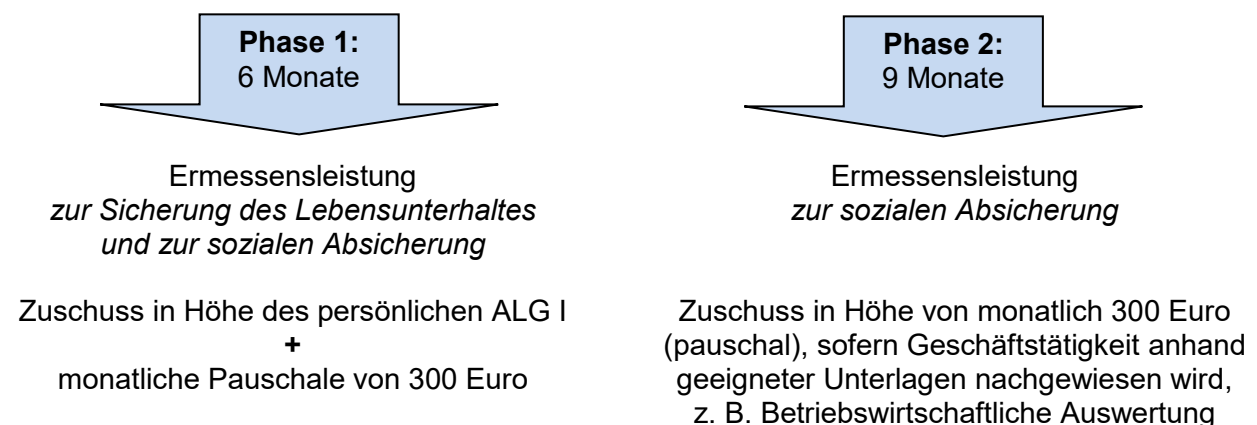 Phase 1:
6 Monate
Ermessensleistung
zur Sicherung des Lebensunterhaltes
und zur sozialen Absicherung
Zuschuss in Höhe des persönlichen ALG I
+
monatliche Pauschale von 300 Euro
Phase 2:
9 Monate
Ermessensleistung
zur sozialen Absicherung
Zuschuss in Höhe von monatlich 300 Euro
(pauschal), sofern Geschäftstätigkeit anhand
geeigneter Unterlagen nachgewiesen wird,
z. B. Betriebswirtschaftliche Auswertung